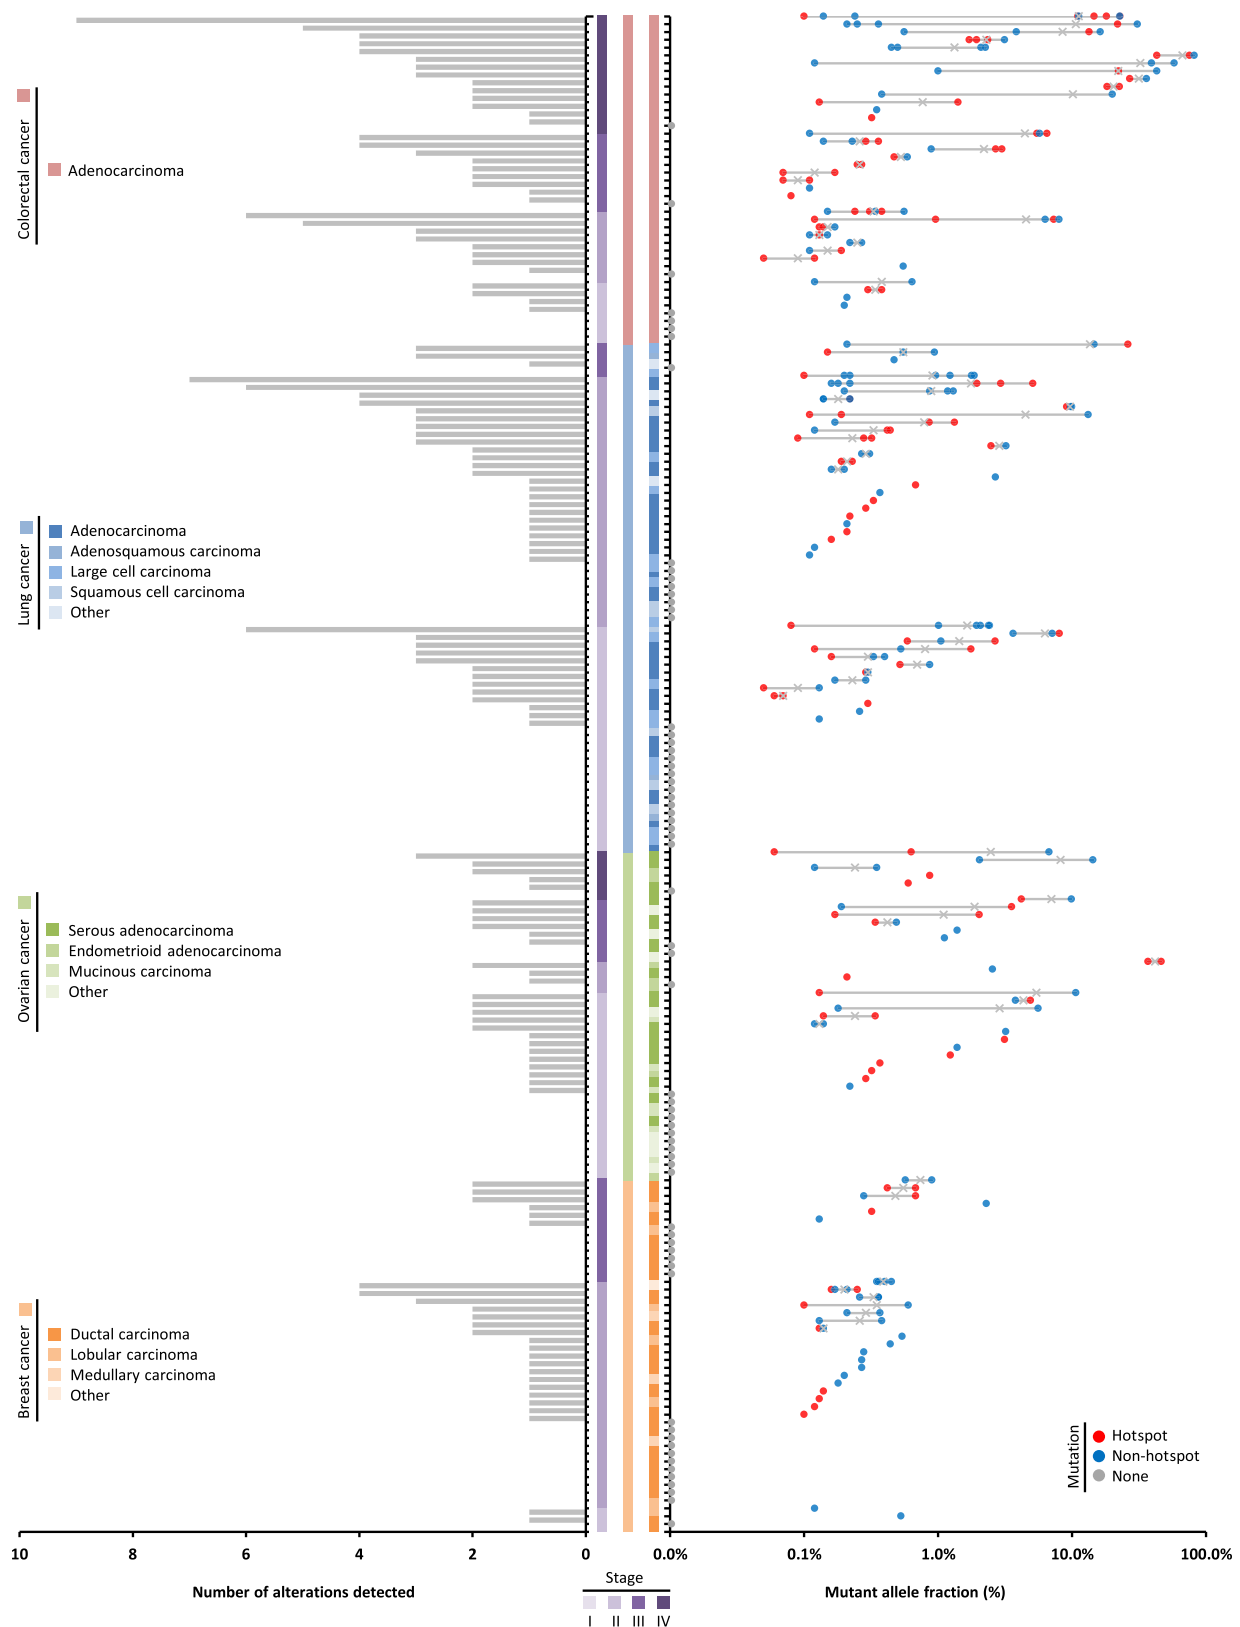 Colorectal cancer
Adenocarcinoma
Lung cancer
Adenocarcinoma
Adenosquamous carcinoma
Large cell carcinoma
Squamous cell carcinoma
Other
Ovarian cancer
Serous adenocarcinoma
Endometrioid adenocarcinoma
Mucinous carcinoma
Other
Breast cancer
Ductal carcinoma
Lobular carcinoma
Medullary carcinoma
Other
Mutation
Hotspot
Non-hotspot
None
10 8 6 4 2 0 0.0% 0.1% 1.0% 10.0% 100.0%
Number of alterations detected
Stage
I II III IV
Mutant allele fraction (%)